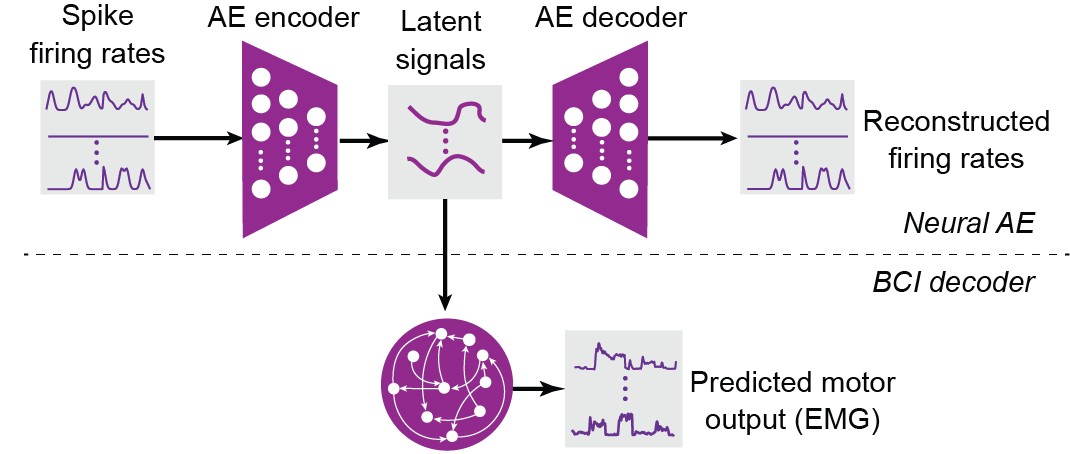 Spike
firing rates
AE encoder
Latent
signals
AE decoder
Reconstructed
firing rates
Neural AE
BCI decoder
Predicted motor
output (EMG)